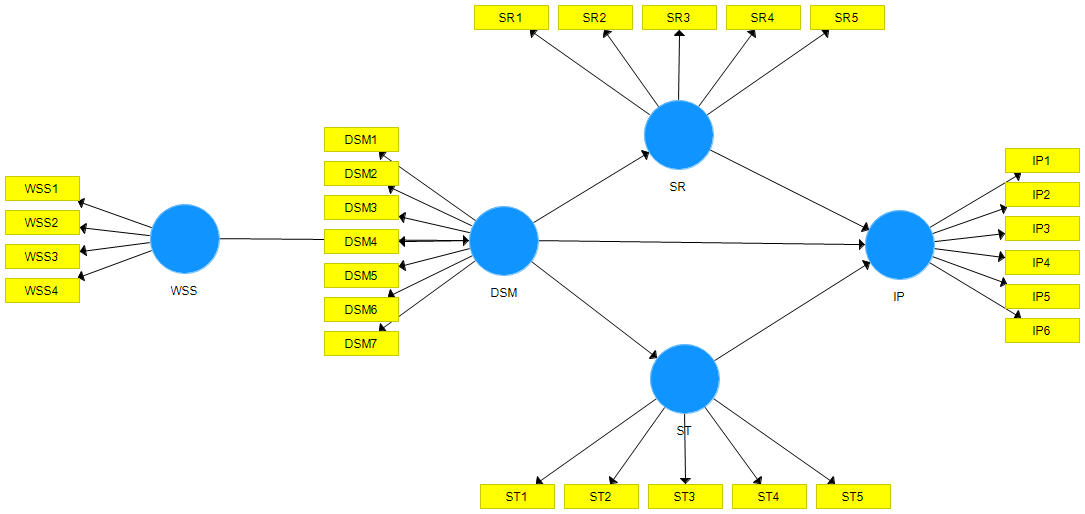 SR1 SR2 SR3 SR4 SR5
SR
WSS1
WSS2
WSS3
WSS4
WSS
DSM1
DSM2
DSM3
DSM4
DSM5
DSM6
DSM7
DSM
IP1
IP2
IP3
IP4
IP5
IP6
IP
ST
ST1 ST2 ST3 ST4 ST5